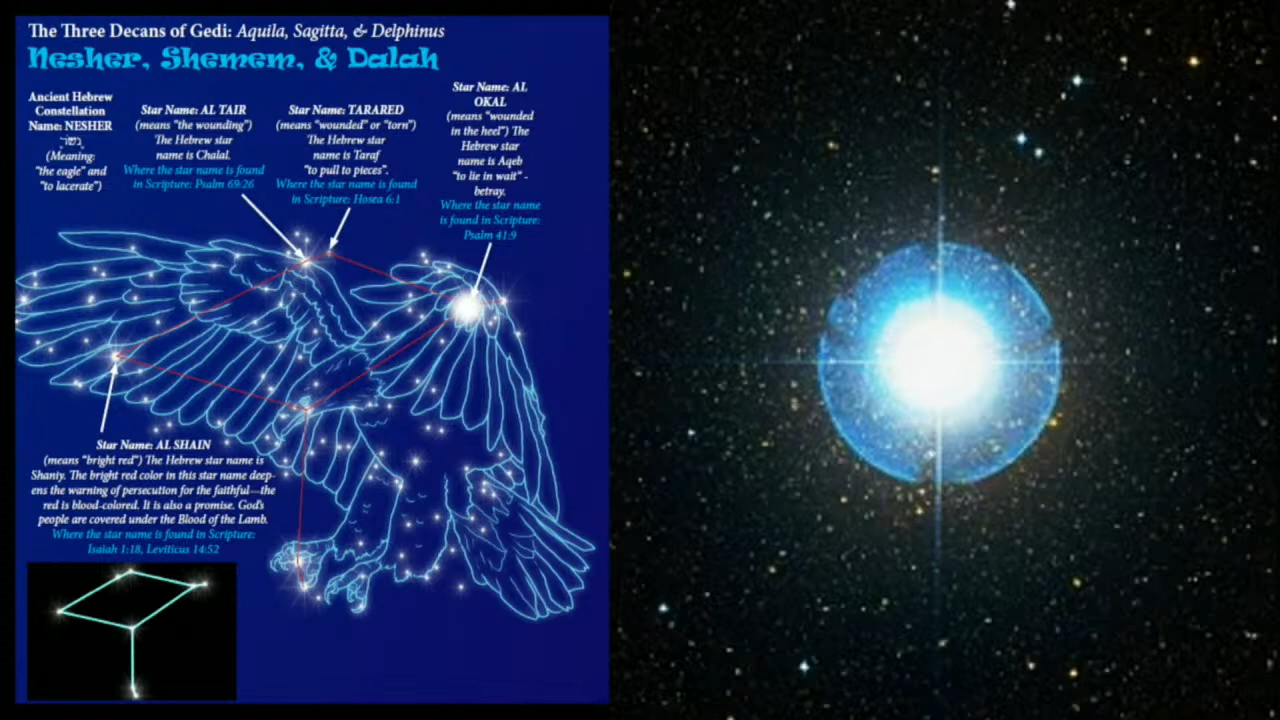 The Three Decans of Gedi: Aquila, Sagitta, & Delphinus
Nesher, Shemem, & Dalah
Ancient Hebrew
Constellation
Name: NESHER
(Meaning:
"the eagle" and
"to lacerate")
Star Name: AL TAIR
(means "the wounding")
The Hebrew star
name is Chalal.
Where the star name is found
in Scripture: Psalm 69:26
Star Name: TARARED
(means "wounded" or "torn")
The Hebrew star
name is Taraf
"to pull to pieces".
Where the star name is found
in Scripture: Hosea 6:1
Star Name: AL
OKAL
(means "wounded
in the heel") The
Hebrew star
name is Aqeb
"to lie in wait" -
betray.
Where the star name
is found in Scripture:
Psalm 41:9
Star Name: AL SHAIN
(means "bright red") The Hebrew star name is
Shaniy. The bright red color in this star name deep-
ens the warning of persecution for the faithful—the
red is blood-colored. It is also a promise. God's
people are covered under the Blood of the Lamb.
Where the star name is found in Scripture:
Isaiah 1:18, Leviticus 14:52